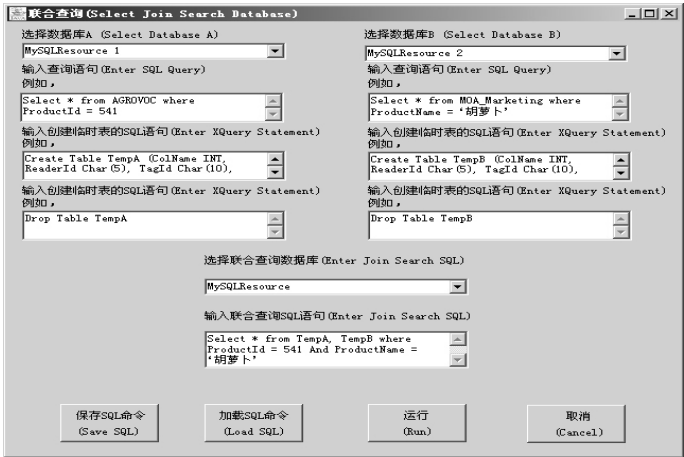 联合查询(Select Join Search Database)
选择数据库A (Select Database A)
MySQLResource 1
输入查询语句(Enter SQL Query)
例如，
Select * from AGROVOC where
ProductId = 541
输入创建临时表的SQL语句(Enter XQuery Statement)
例如，
Create Table TempA (ColName INT,
ReaderId Char(5), TagId Char(10),
输入创建临时表的SQL语句(Enter XQuery Statement)
例如，
Drop Table TempA
选择数据库B (Select Database B)
MySQLResource 2
输入查询语句(Enter SQL Query)
例如，
Select * from MOA_Marketing where
ProductName = ‘胡萝卜’
输入创建临时表的SQL语句(Enter XQuery Statement)
例如，
Create Table TempB (ColName INT,
ReaderId Char(5), TagId Char(10),
输入创建临时表的SQL语句(Enter XQuery Statement)
例如，
Drop Table TempB
选择联合查询数据库(Enter Join Search SQL)
MySQLResource
输入联合查询SQL语句(Enter Join Search SQL)
Select * from TempA, TempB where
ProductId = 541 And ProductName =
‘胡萝卜’
保存SQL命令
(Save SQL)
加载SQL命令
(Load SQL)
运行
(Run)
取消
(Cancel)